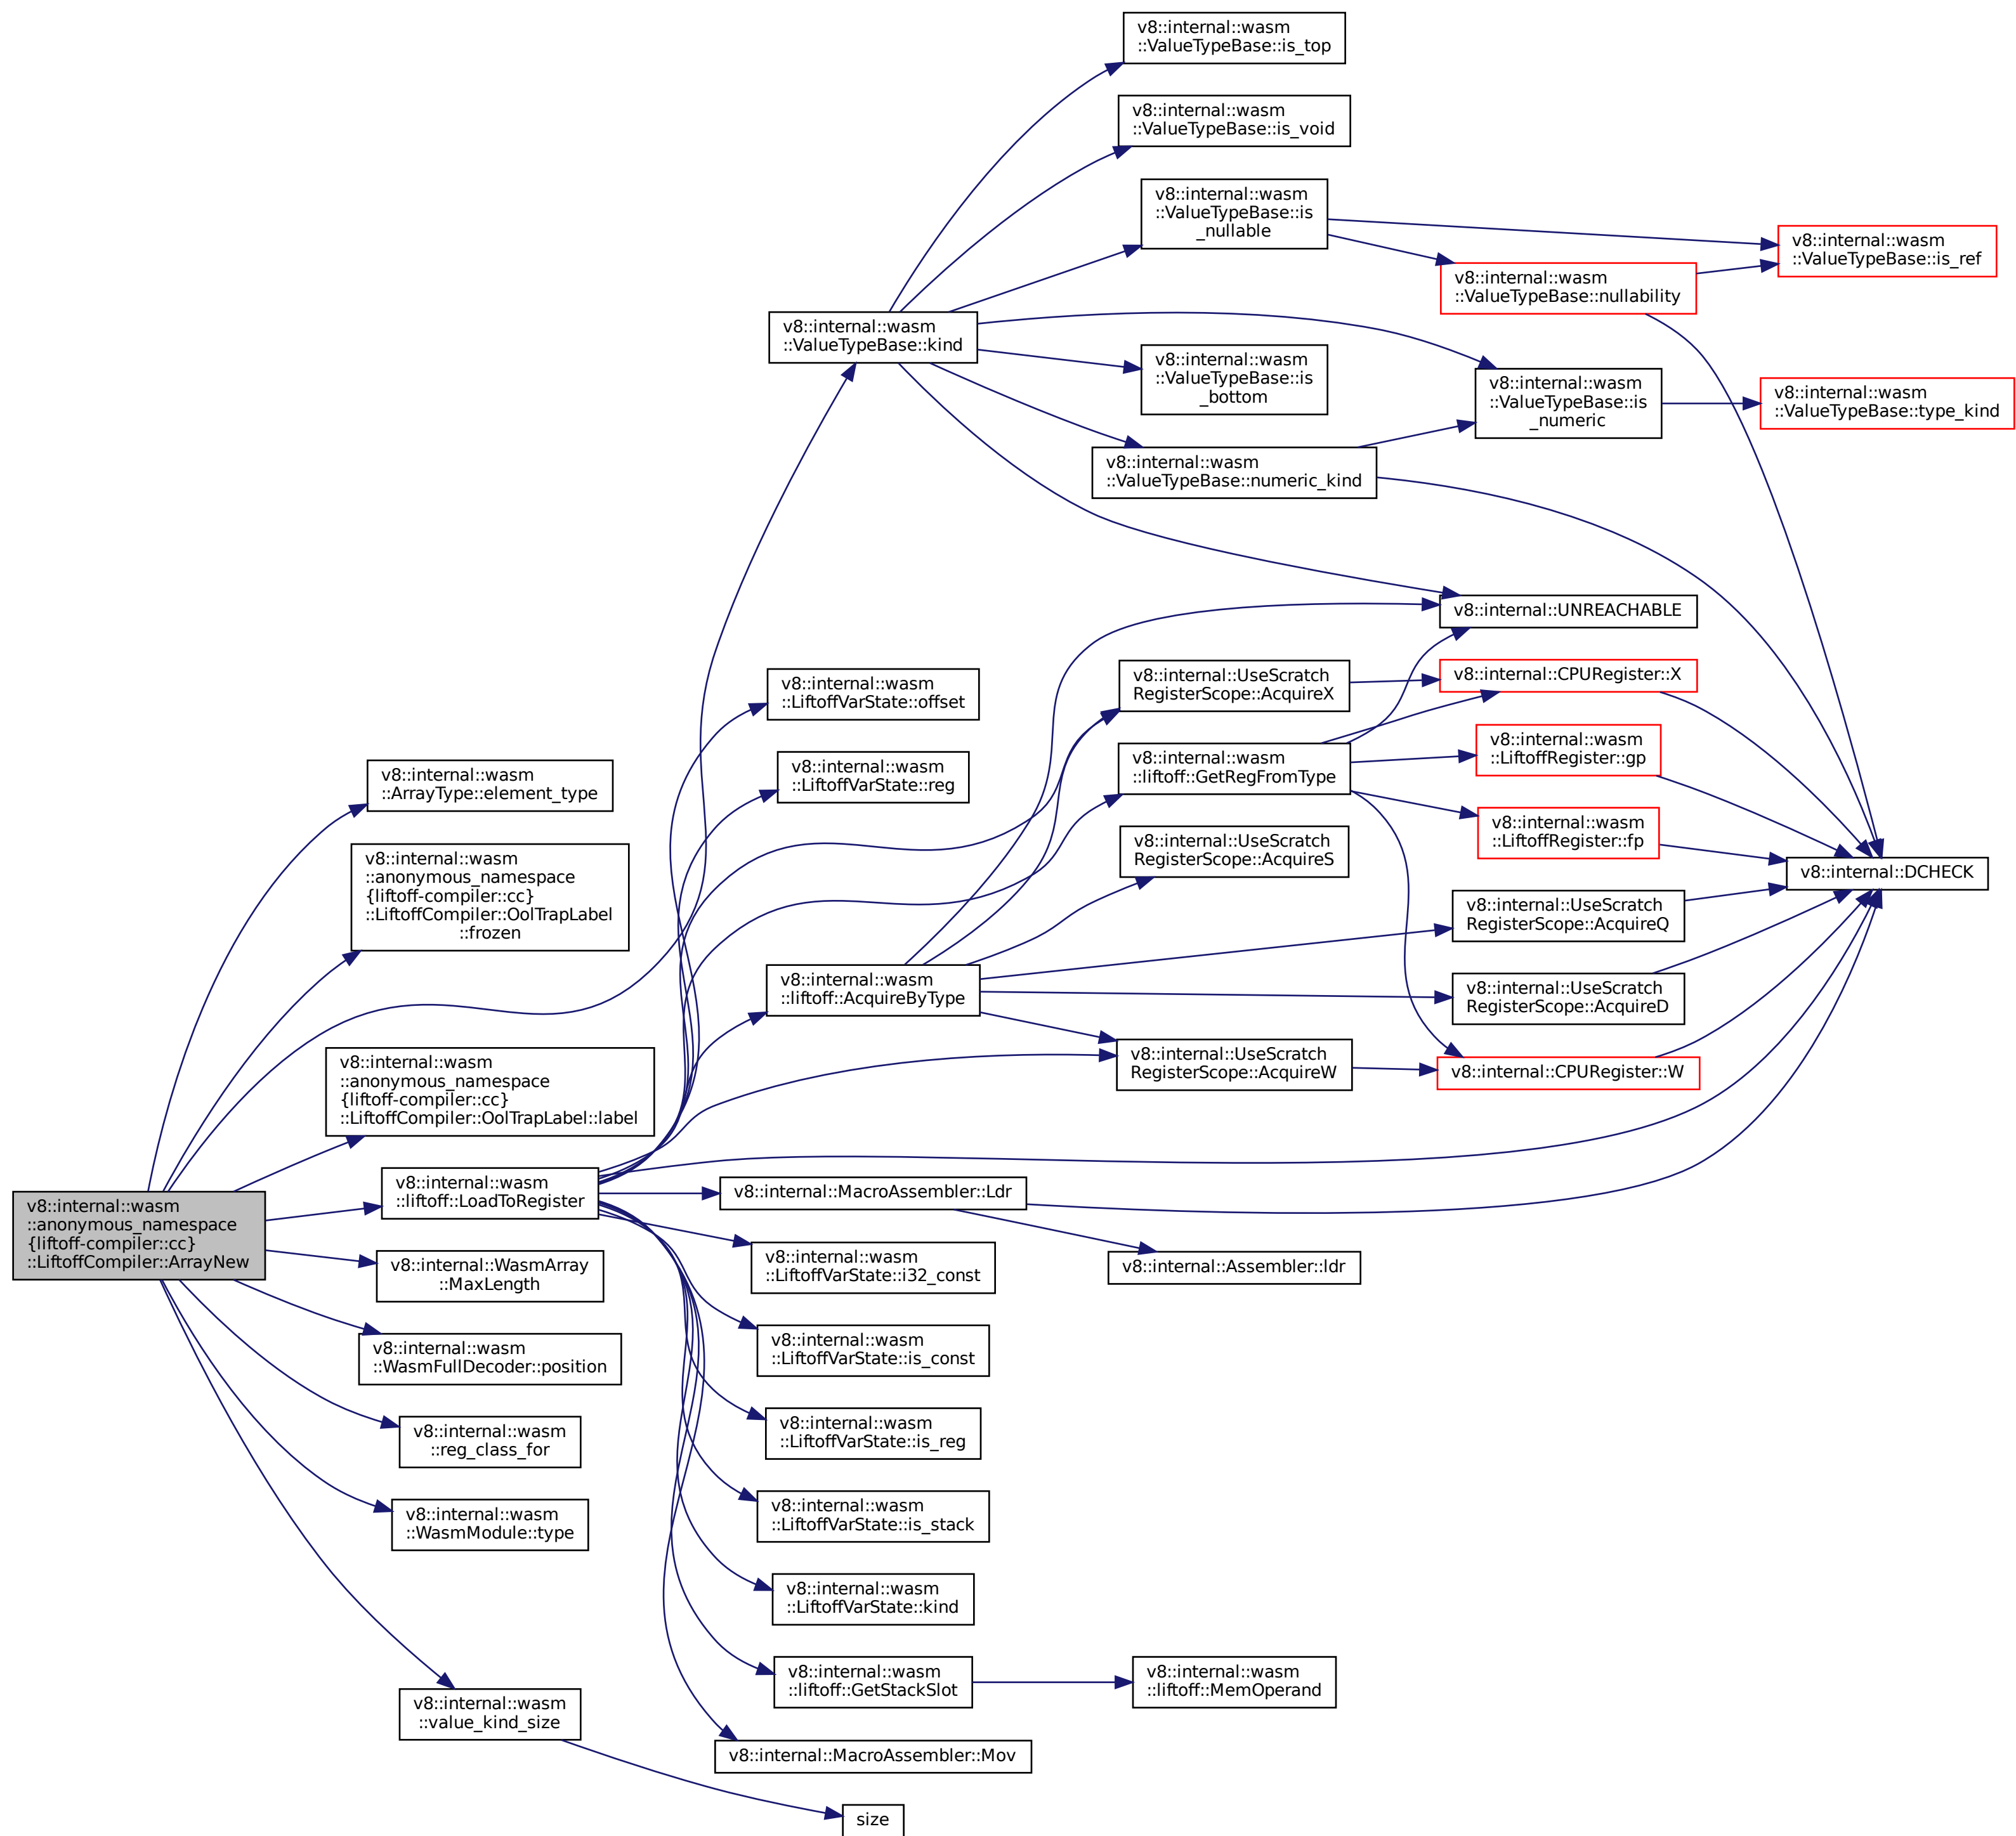 v8::internal::wasm
::ValueTypeBase::is_top
v8::internal::wasm
::ValueTypeBase::is_void
v8::internal::wasm
::ValueTypeBase::is
_nullable
v8::internal::wasm
::ValueTypeBase::is_ref
v8::internal::wasm
::ValueTypeBase::nullability
v8::internal::wasm
::ValueTypeBase::kind
v8::internal::wasm
::ValueTypeBase::is
_bottom
v8::internal::wasm
::ValueTypeBase::is
_numeric
v8::internal::wasm
::ValueTypeBase::type_kind
v8::internal::wasm
::ValueTypeBase::numeric_kind
v8::internal::UNREACHABLE
v8::internal::wasm
::LiftoffVarState::offset
v8::internal::UseScratch
RegisterScope::AcquireX
v8::internal::CPURegister::X
v8::internal::wasm
::LiftoffVarState::reg
v8::internal::wasm
::liftoff::GetRegFromType
v8::internal::wasm
::LiftoffRegister::gp
v8::internal::wasm
::ArrayType::element_type
v8::internal::wasm
::LiftoffRegister::fp
v8::internal::UseScratch
RegisterScope::AcquireS
v8::internal::DCHECK
v8::internal::wasm
::anonymous_namespace
{liftoff-compiler::cc}
::LiftoffCompiler::OolTrapLabel
::frozen
v8::internal::UseScratch
RegisterScope::AcquireQ
v8::internal::wasm
::liftoff::AcquireByType
v8::internal::UseScratch
RegisterScope::AcquireD
v8::internal::UseScratch
RegisterScope::AcquireW
v8::internal::CPURegister::W
v8::internal::wasm
::anonymous_namespace
{liftoff-compiler::cc}
::LiftoffCompiler::OolTrapLabel::label
v8::internal::wasm
::liftoff::LoadToRegister
v8::internal::MacroAssembler::Ldr
v8::internal::wasm
::anonymous_namespace
{liftoff-compiler::cc}
::LiftoffCompiler::ArrayNew
v8::internal::WasmArray
::MaxLength
v8::internal::wasm
::LiftoffVarState::i32_const
v8::internal::Assembler::ldr
v8::internal::wasm
::WasmFullDecoder::position
v8::internal::wasm
::LiftoffVarState::is_const
v8::internal::wasm
::reg_class_for
v8::internal::wasm
::LiftoffVarState::is_reg
v8::internal::wasm
::WasmModule::type
v8::internal::wasm
::LiftoffVarState::is_stack
v8::internal::wasm
::LiftoffVarState::kind
v8::internal::wasm
::liftoff::GetStackSlot
v8::internal::wasm
::liftoff::MemOperand
v8::internal::wasm
::value_kind_size
v8::internal::MacroAssembler::Mov
size